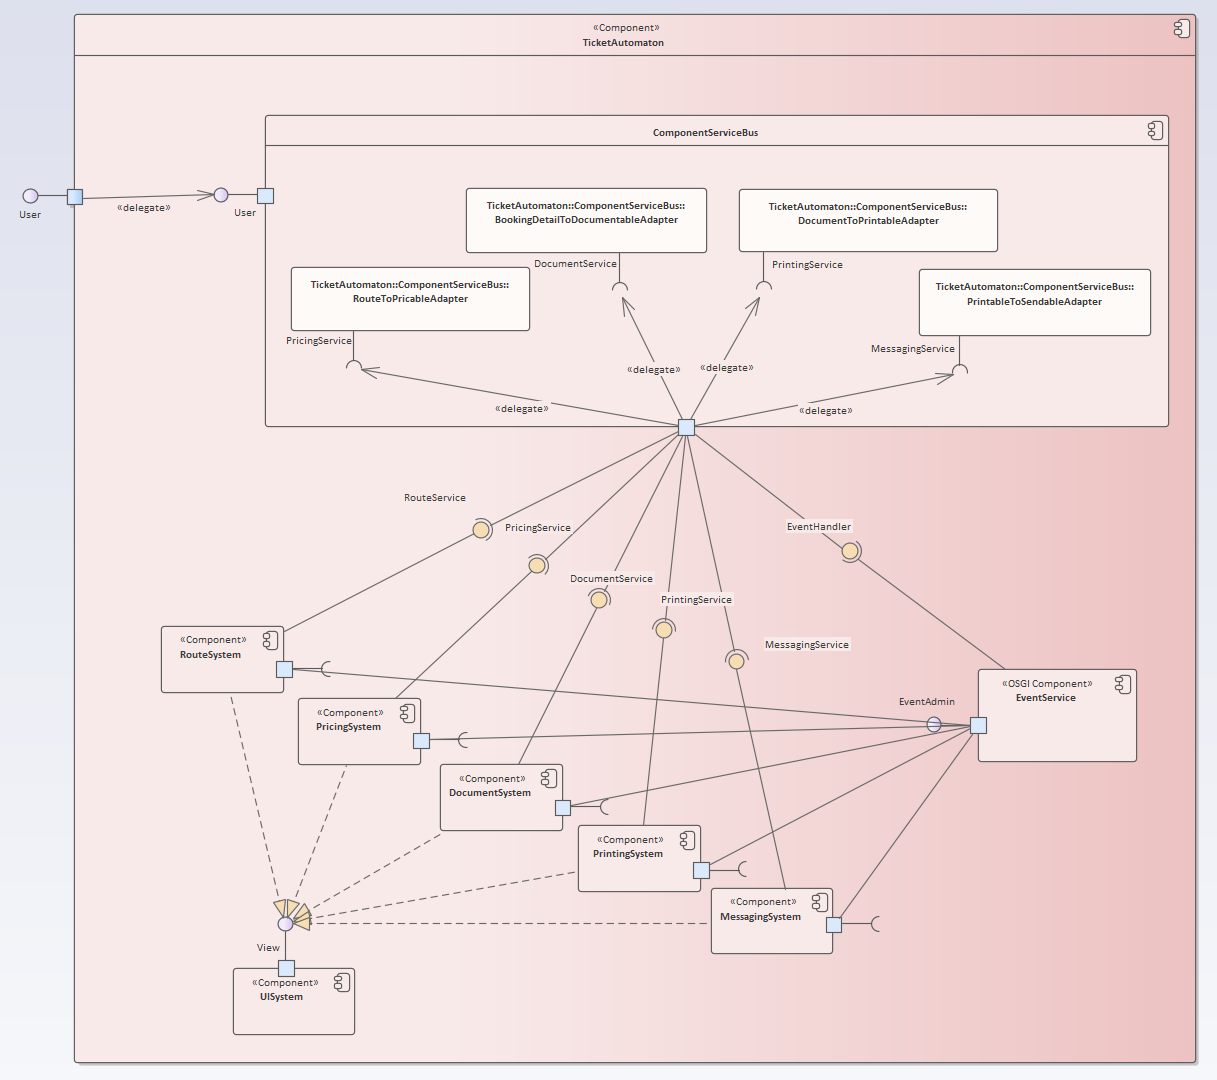 «Component»
TicketAutomaton
ComponentServiceBus
User
«delegate»
User
TicketAutomaton::ComponentServiceBus::
BookingDetailToDocumentableAdapter
TicketAutomaton::ComponentServiceBus::
DocumentToPrintableAdapter
DocumentService
PrintingService
TicketAutomaton::ComponentServiceBus::
RouteToPricableAdapter
TicketAutomaton::ComponentServiceBus::
PrintableToSendableAdapter
PricingService
MessagingService
«delegate»
«delegate»
«delegate»
«delegate»
RouteService
PricingService
EventHandler
DocumentService
PrintingService
MessagingService
«Component»
RouteSystem
«OSGI Component»
EventService
EventAdmin
«Component»
PricingSystem
«Component»
DocumentSystem
«Component»
PrintingSystem
«Component»
MessagingSystem
View
«Component»
UISystem